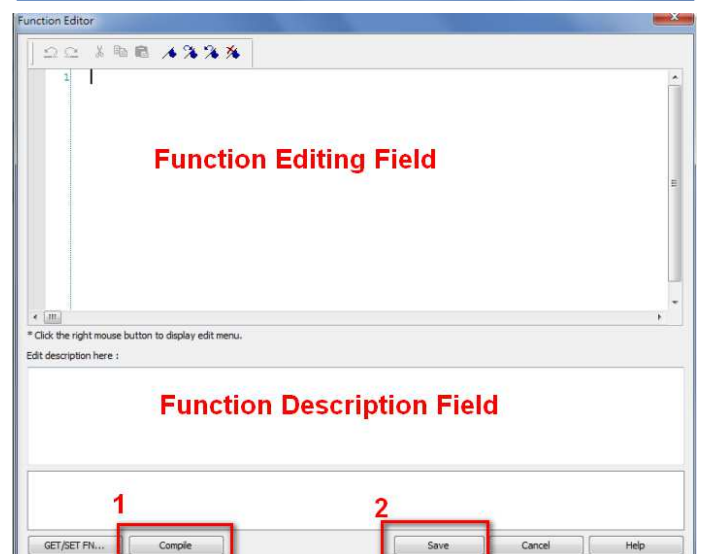 Function Editor
1
Function Editing Field
* Click the right mouse button to display edit menu.
Edit description here :
Function Description Field
1 2
GET/SET FN... Compile Save Cancel Help